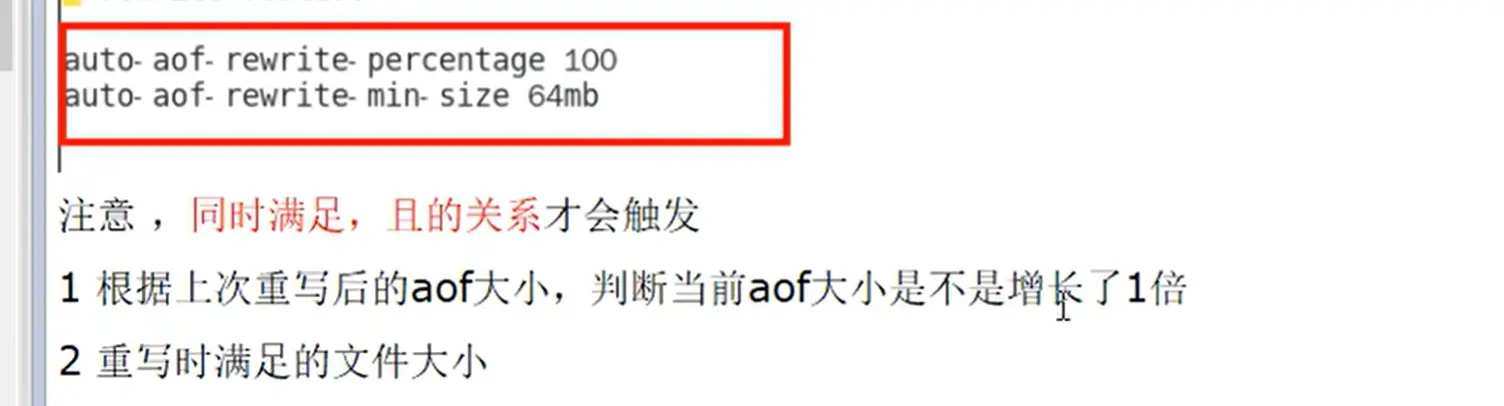 auto-aof-rewrite-percentage 100
auto-aof-rewrite-min-size 64mb
注意 ，同时满足，且的关系才会触发
1 根据上次重写后的aof大小，判断当前aof大小是不是增长了1倍
2 重写时满足的文件大小